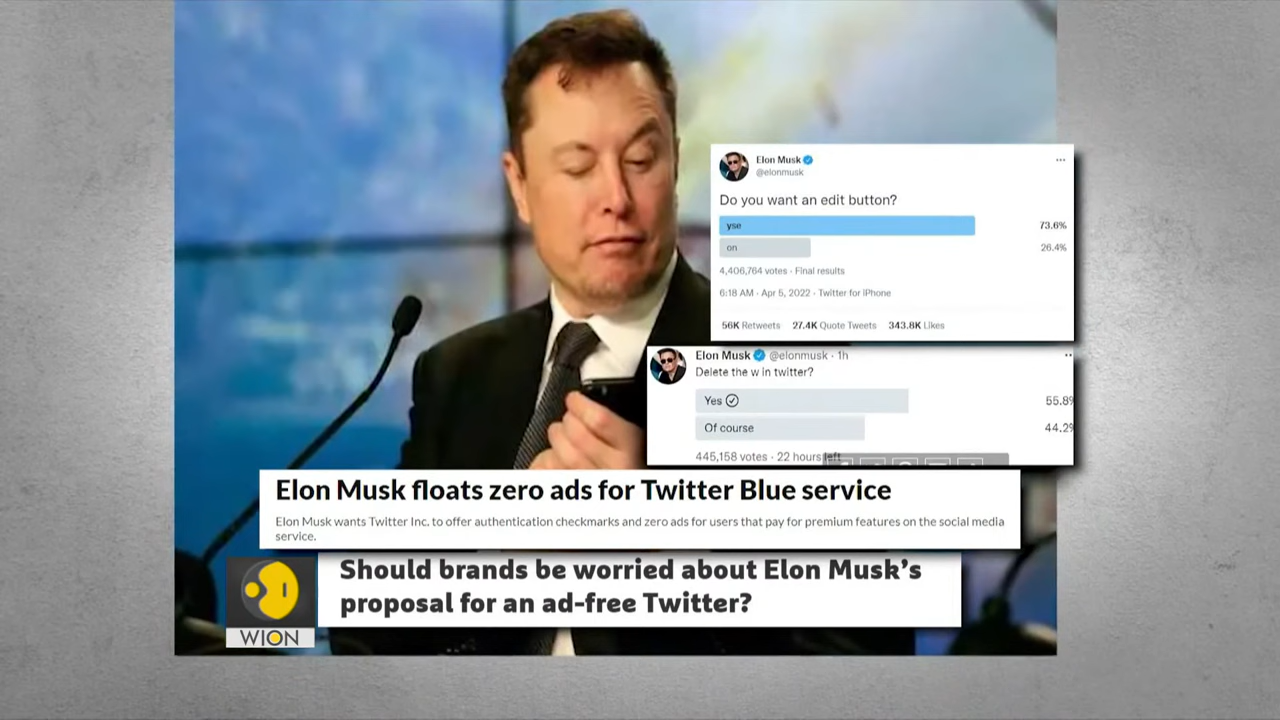 Elon Musk
@elonmusk
Do you want an edit button?
yse 73.6%
on 26.4%
4,406,764 votes · Final results
6:18 AM · Apr 5, 2022 · Twitter for iPhone
56K Retweets 27.4K Quote Tweets 343.8K Likes
Elon Musk @elonmusk · 1h
Delete the w in twitter?
Yes 55.8%
Of course 44.2%
445,158 votes · 22 hours left
Elon Musk floats zero ads for Twitter Blue service
Elon Musk wants Twitter Inc. to offer authentication checkmarks and zero ads for users that pay for premium features on the social media
service.
Should brands be worried about Elon Musk's
proposal for an ad-free Twitter?
WION